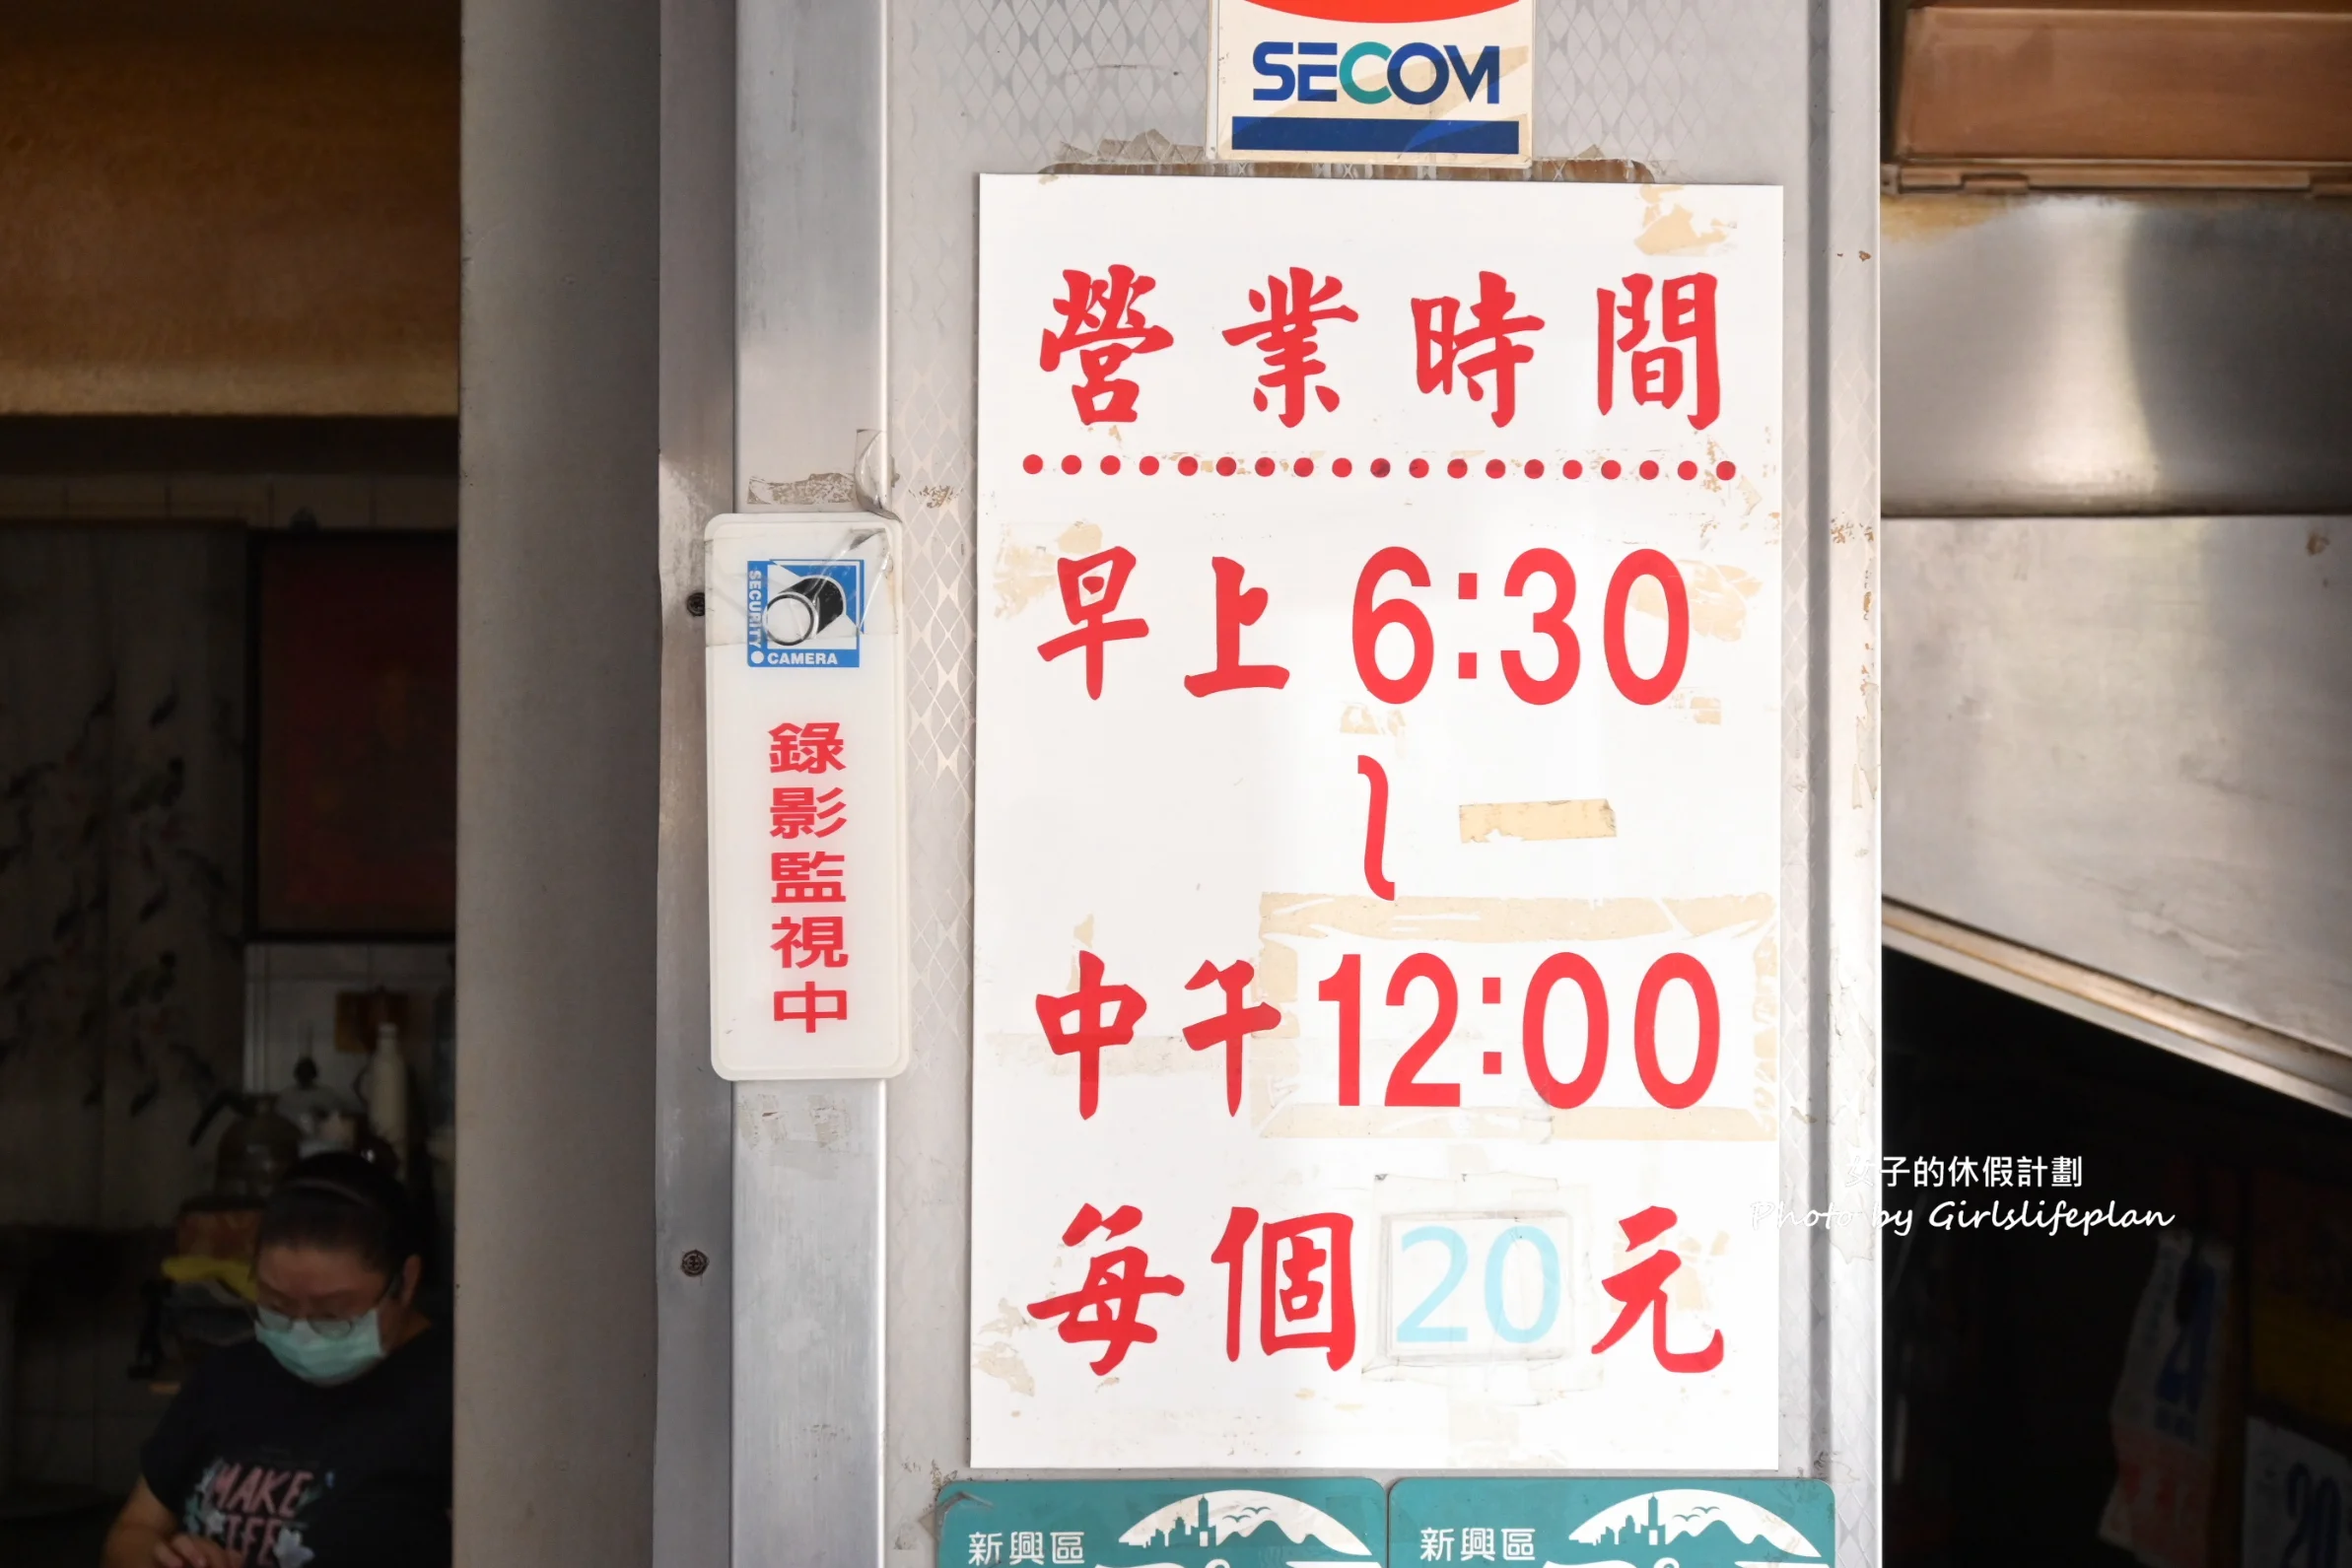 SECOM
營業時間
早上 6:30
～
中午 12:00
每個 20 元
SECURITY
CAMERA
錄影監視中
女子的休假計劃
Photo by Girlslifeplan
MAKE
新興區
新興區